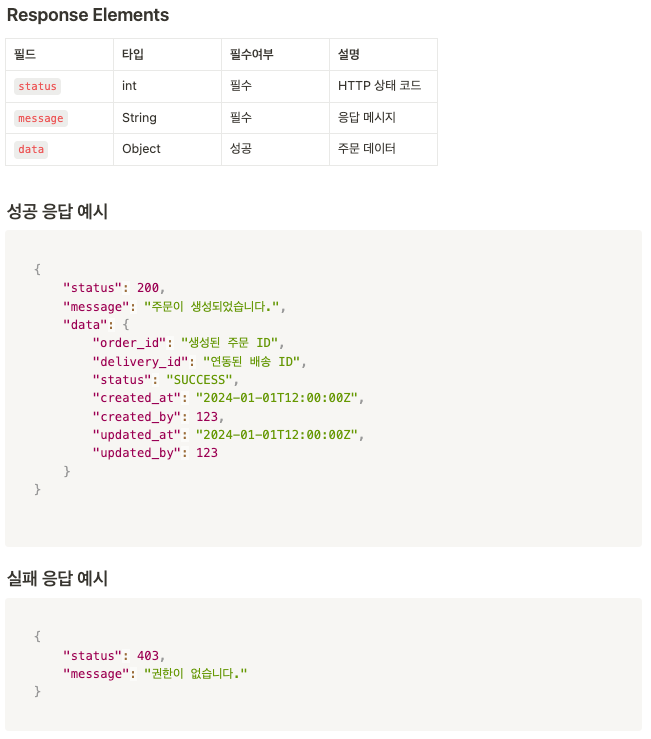 Response Elements
필드 타입 필수여부 설명
status int 필수 HTTP 상태 코드
message String 필수 응답 메시지
data Object 성공 주문 데이터
성공 응답 예시
{
    "status": 200,
    "message": "주문이 생성되었습니다.",
    "data": {
        "order_id": "생성된 주문 ID",
        "delivery_id": "연동된 배송 ID",
        "status": "SUCCESS",
        "created_at": "2024-01-01T12:00:00Z",
        "created_by": 123,
        "updated_at": "2024-01-01T12:00:00Z",
        "updated_by": 123
    }
}
실패 응답 예시
{
    "status": 403,
    "message": "권한이 없습니다."
}